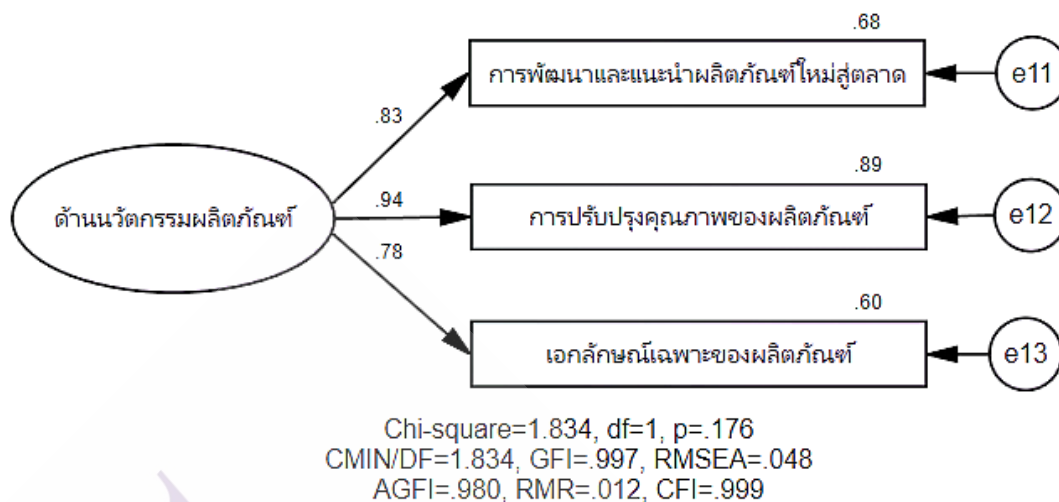 .68
การพัฒนาและแนะนำผลิตภัณฑ์ใหม่สู่ตลาด
e11
.83
.89
ด้านนวัตกรรมผลิตภัณฑ์
.94
การปรับปรุงคุณภาพของผลิตภัณฑ์
e12
.78
.60
เอกลักษณ์เฉพาะของผลิตภัณฑ์
e13
Chi-square=1.834, df=1, p=.176
CMIN/DF=1.834, GFI=.997, RMSEA=.048
AGFI=.980, RMR=.012, CFI=.999